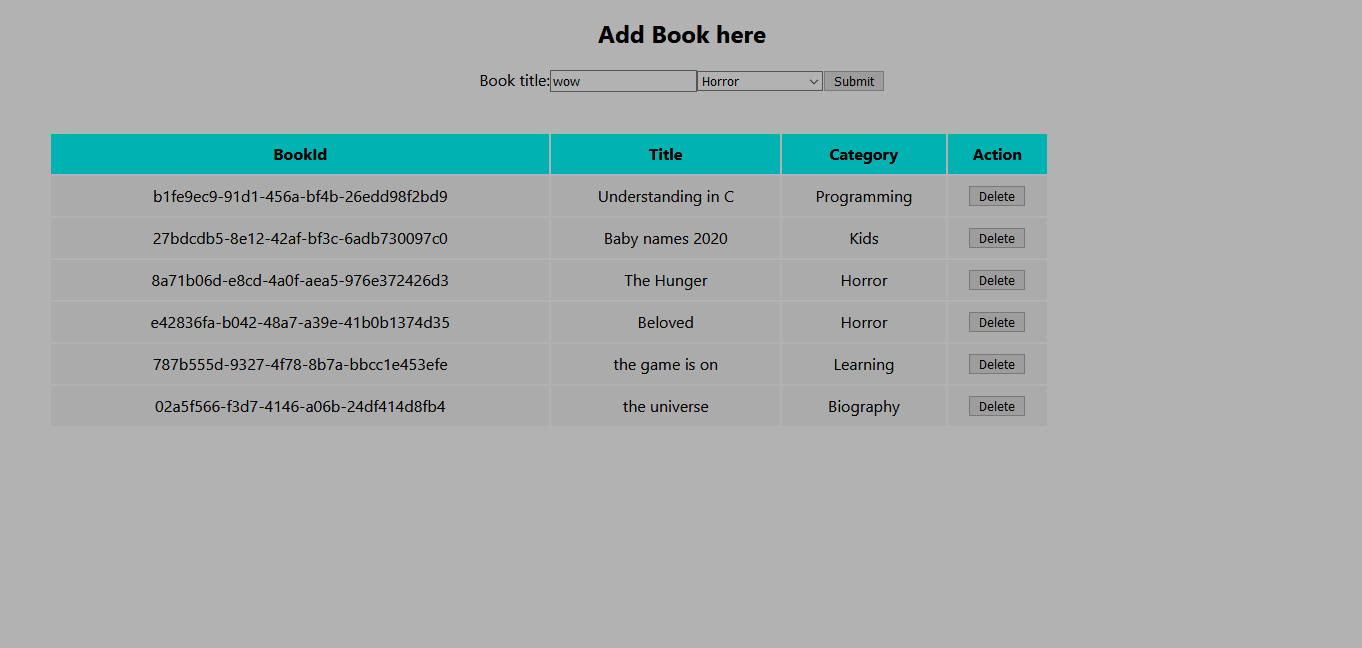 Add Book here
Book title: wow Horror Submit
BookId Title Category Action
b1fe9ec9-91d1-456a-bf4b-26edd98f2bd9 Understanding in C Programming Delete
27bdcdb5-8e12-42af-bf3c-6adb730097c0 Baby names 2020 Kids Delete
8a71b06d-e8cd-4a0f-aea5-976e372426d3 The Hunger Horror Delete
e42836fa-b042-48a7-a39e-41b0b1374d35 Beloved Horror Delete
787b555d-9327-4f78-8b7a-bbcc1e453efe the game is on Learning Delete
02a5f566-f3d7-4146-a06b-24df414d8fb4 the universe Biography Delete